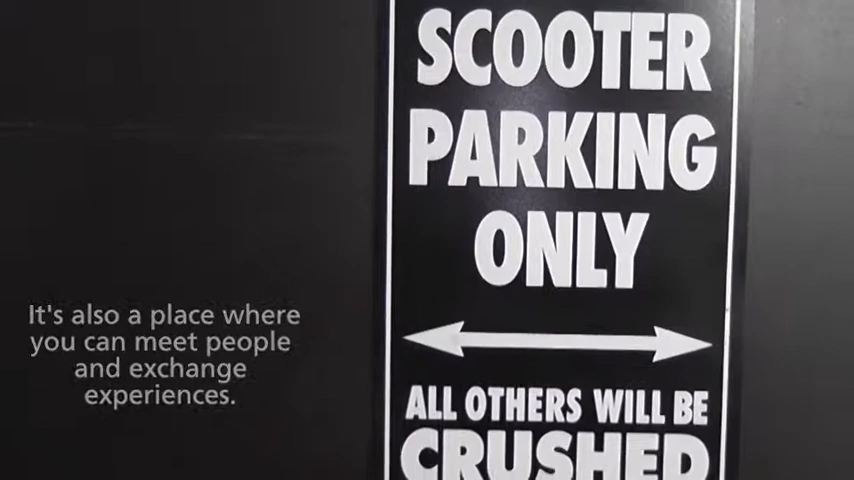 SCOOTER
PARKING
ONLY
ALL OTHERS WILL BE
CRUSHED
It's also a place where
you can meet people
and exchange
experiences.